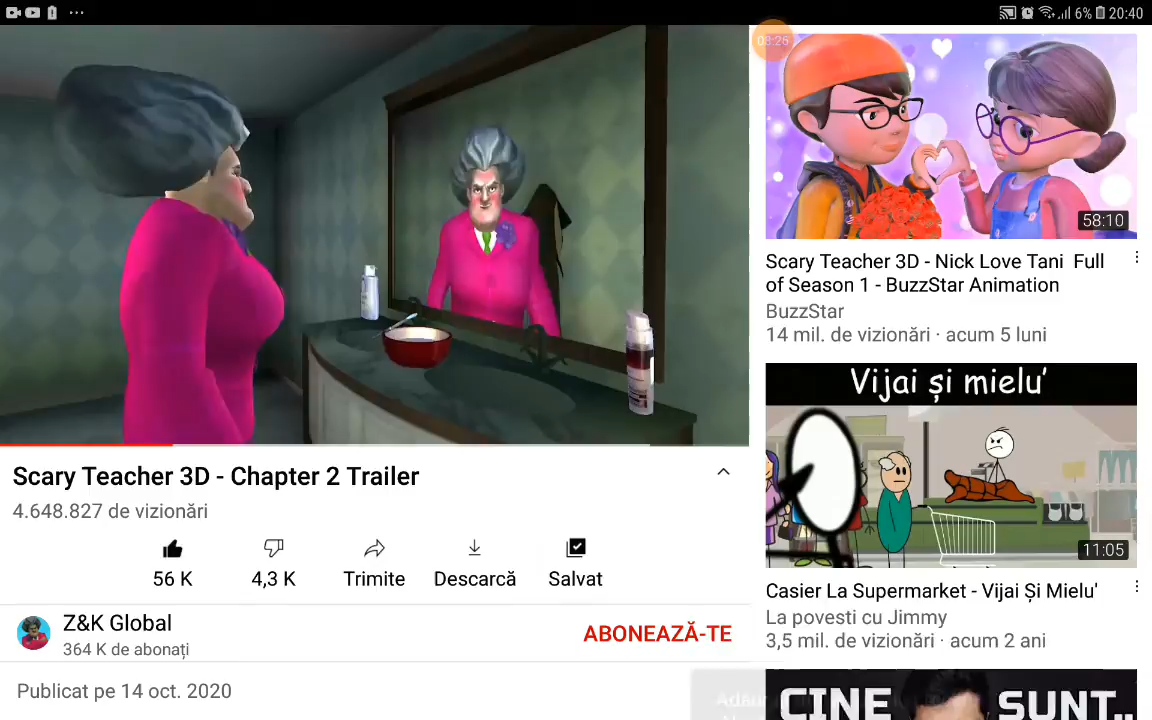 6% 20:40
08:26
58:10
Scary Teacher 3D - Chapter 2 Trailer
4.648.827 de vizionări
56 K
4,3 K
Trimite
Descarcă
Salvat
Z&K Global
364 K de abonați
ABONEAZĂ-TE
Publicat pe 14 oct. 2020
Scary Teacher 3D - Nick Love Tani Full
of Season 1 - BuzzStar Animation
BuzzStar
14 mil. de vizionări · acum 5 luni
Vijai și mielu'
11:05
Casier La Supermarket - Vijai Și Mielu'
La povesti cu Jimmy
3,5 mil. de vizionări · acum 2 ani
CINE SUNT..